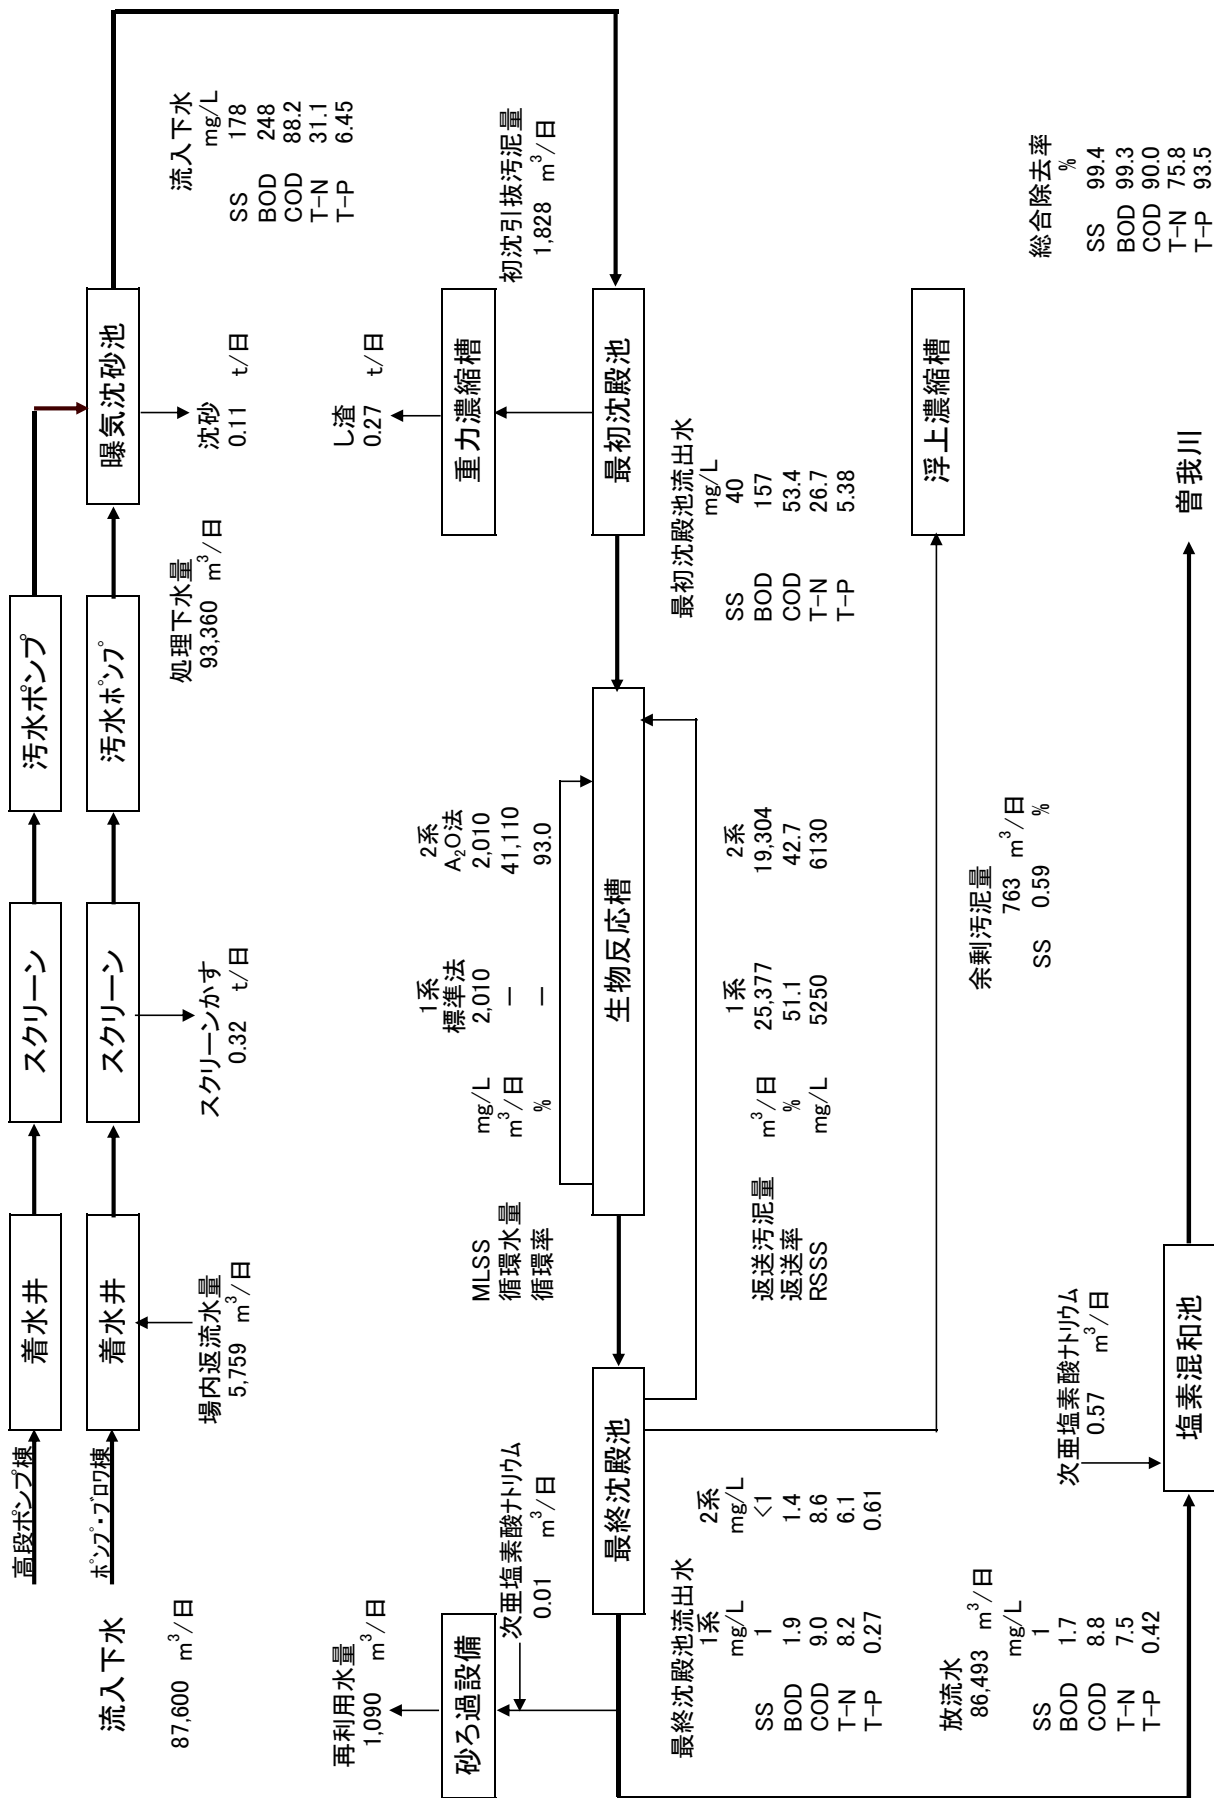 高段ポンプ棟
着水井
スクリーン
汚水ポンプ
流入下水
87,600 m³/日
ﾎﾟﾝﾌﾟ・ﾌﾞﾛﾜ棟
着水井
スクリーン
汚水ﾎﾟﾝﾌﾟ
曝気沈砂池
場内返流水量
5,759 m³/日
スクリーンかす
0.32 t/日
処理下水量
93,360 m³/日
沈砂
0.11 t/日
流入下水
mg/L
SS 178
BOD 248
COD 88.2
T-N 31.1
T-P 6.45
再利用水量
1,090 m³/日
砂ろ過設備
次亜塩素酸ﾅﾄﾘｳﾑ
0.01 m³/日
1系 2系
標準法 A₂O法
MLSS mg/L 2,010 2,010
循環水量 m³/日 － 41,110
循環率 % － 93.0
し渣
0.27 t/日
重力濃縮槽
初沈引抜汚泥量
1,828 m³/日
最終沈殿池
生物反応槽
最初沈殿池
最終沈殿池流出水
1系 2系
mg/L mg/L
SS 1 <1
BOD 1.9 1.4
COD 9.0 8.6
T-N 8.2 6.1
T-P 0.27 0.61
1系 2系
返送汚泥量 m³/日 25,377 19,304
返送率 % 51.1 42.7
RSSS mg/L 5250 6130
最初沈殿池流出水
mg/L
SS 40
BOD 157
COD 53.4
T-N 26.7
T-P 5.38
浮上濃縮槽
余剰汚泥量
763 m³/日
SS 0.59 %
放流水
86,493 m³/日
mg/L
SS 1
BOD 1.7
COD 8.8
T-N 7.5
T-P 0.42
次亜塩素酸ﾅﾄﾘｳﾑ
0.57 m³/日
塩素混和池
曽我川
総合除去率
%
SS 99.4
BOD 99.3
COD 90.0
T-N 75.8
T-P 93.5